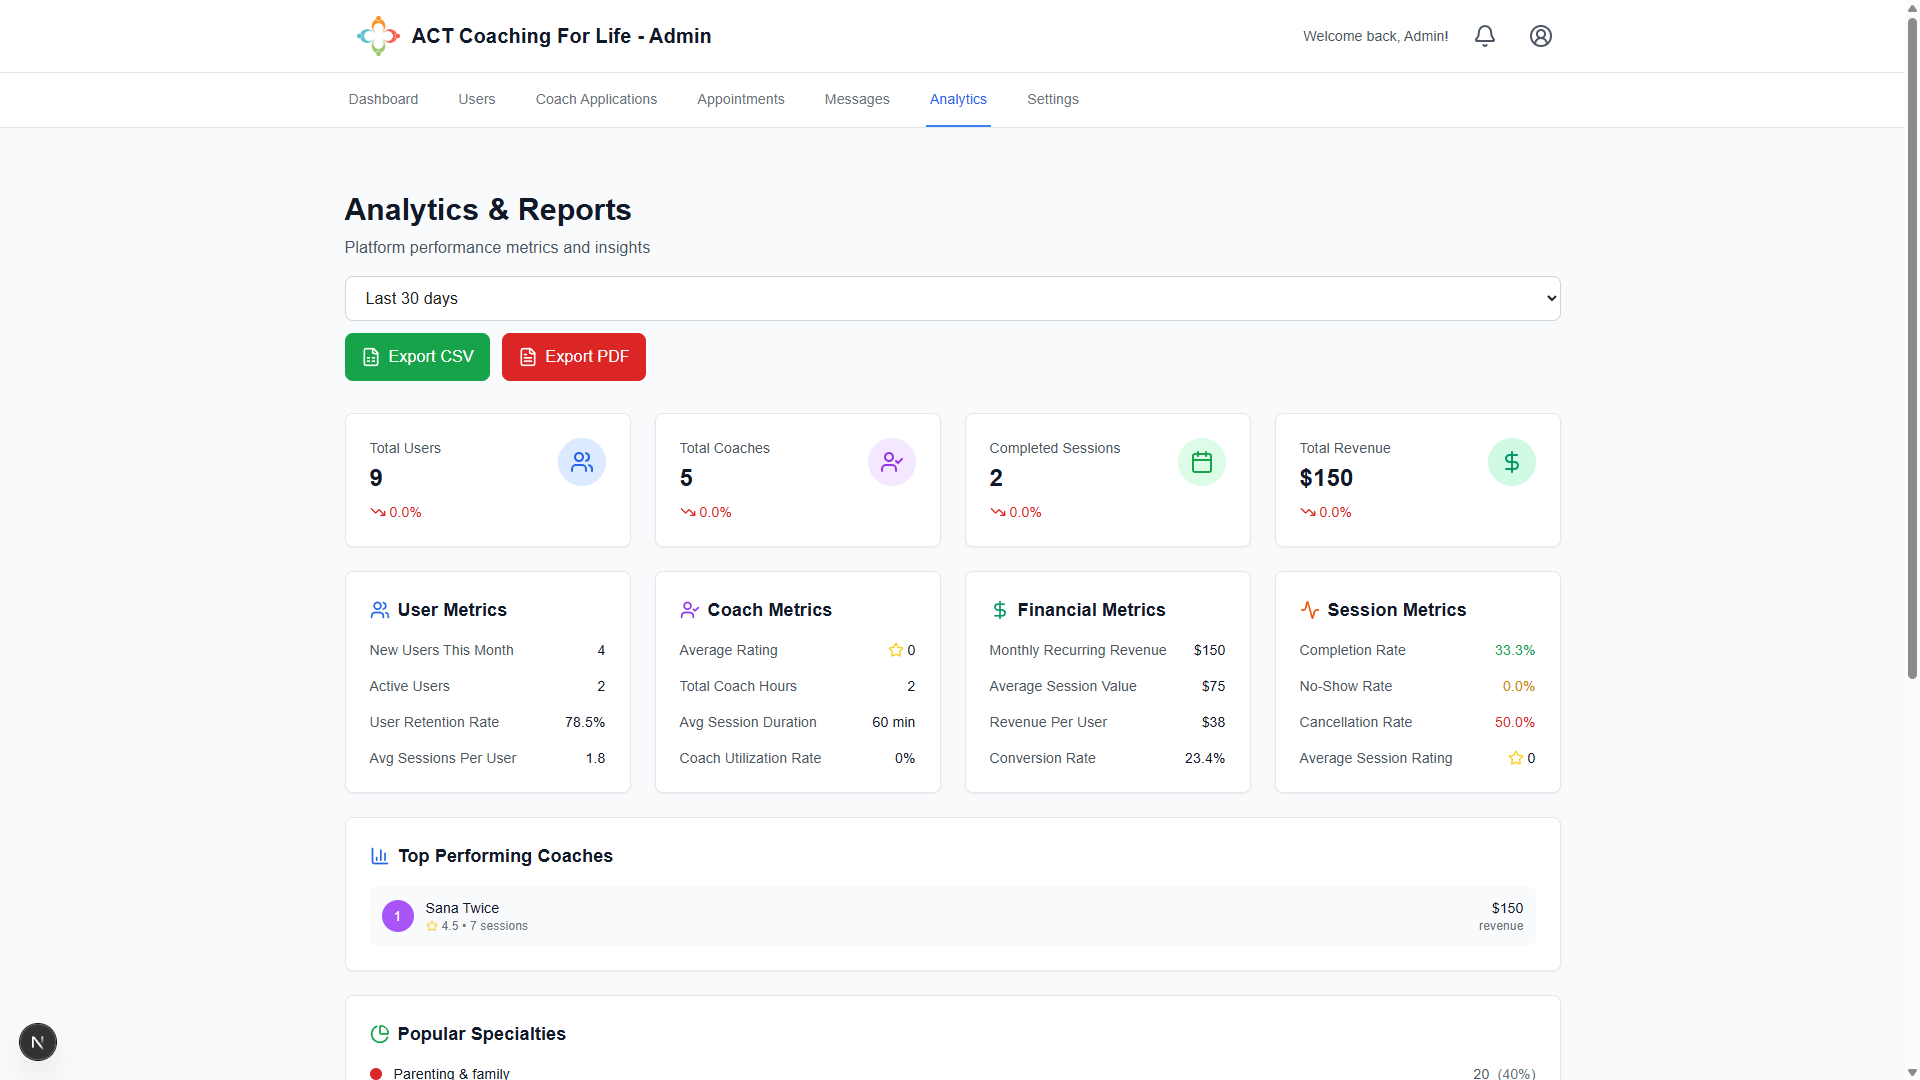 ACT Coaching For Life - Admin
Welcome back, Admin!
Dashboard Users Coach Applications Appointments Messages Analytics Settings
Analytics & Reports
Platform performance metrics and insights
Last 30 days
Export CSV Export PDF
Total Users
9
0.0%
Total Coaches
5
0.0%
Completed Sessions
2
0.0%
Total Revenue
$150
0.0%
User Metrics
New Users This Month 4
Active Users 2
User Retention Rate 78.5%
Avg Sessions Per User 1.8
Coach Metrics
Average Rating 0
Total Coach Hours 2
Avg Session Duration 60 min
Coach Utilization Rate 0%
Financial Metrics
Monthly Recurring Revenue $150
Average Session Value $75
Revenue Per User $38
Conversion Rate 23.4%
Session Metrics
Completion Rate 33.3%
No-Show Rate 0.0%
Cancellation Rate 50.0%
Average Session Rating 0
Top Performing Coaches
1
Sana Twice
4.5 • 7 sessions
$150
revenue
Popular Specialties
Parenting & family 20 (40%)
N